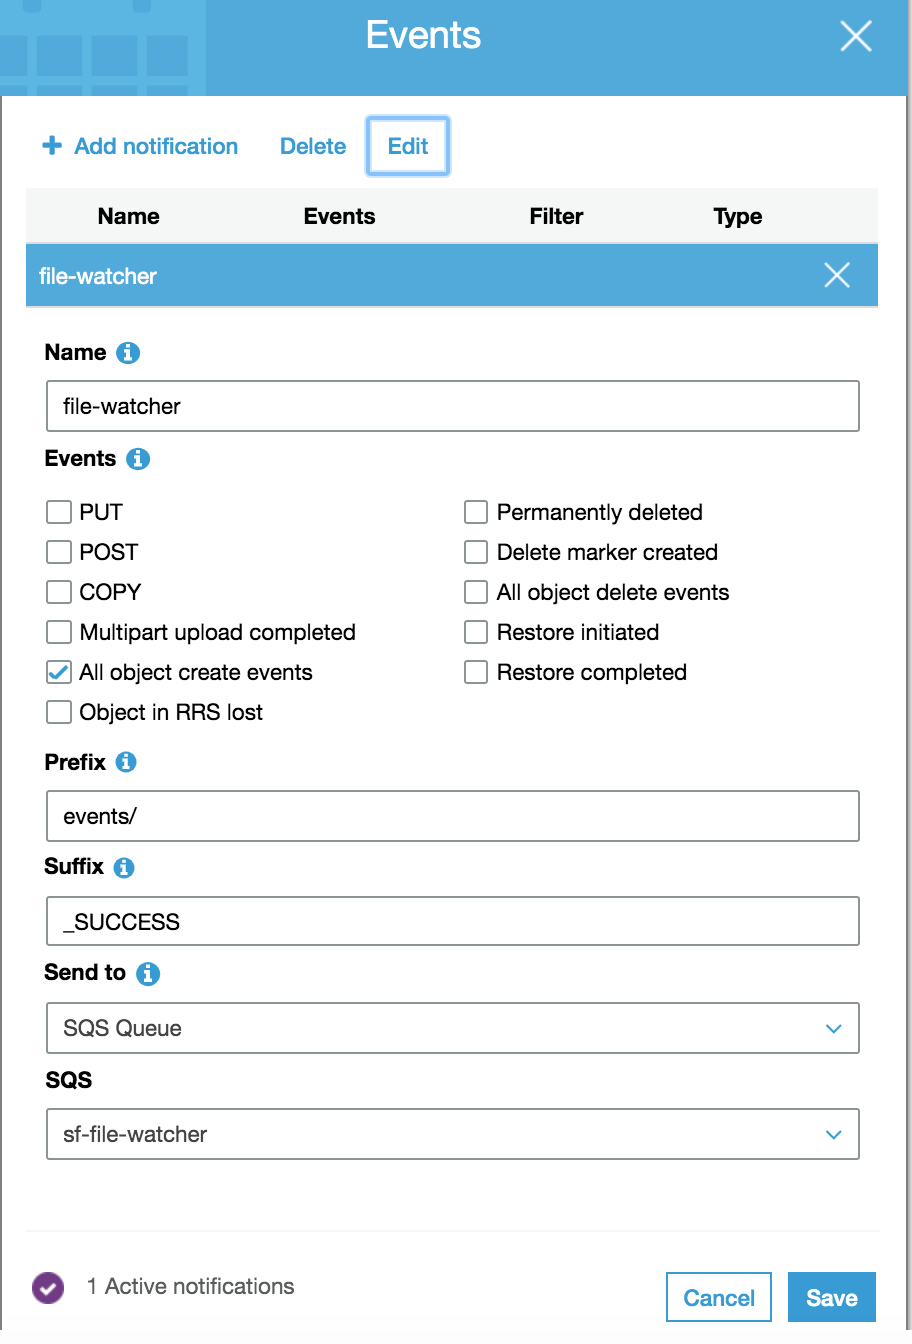 Events
Add notification Delete Edit
Name Events Filter Type
file-watcher
Name
file-watcher
Events
PUT Permanently deleted
POST Delete marker created
COPY All object delete events
Multipart upload completed Restore initiated
All object create events Restore completed
Object in RRS lost
Prefix
events/
Suffix
_SUCCESS
Send to
SQS Queue
SQS
sf-file-watcher
1 Active notifications
Cancel Save